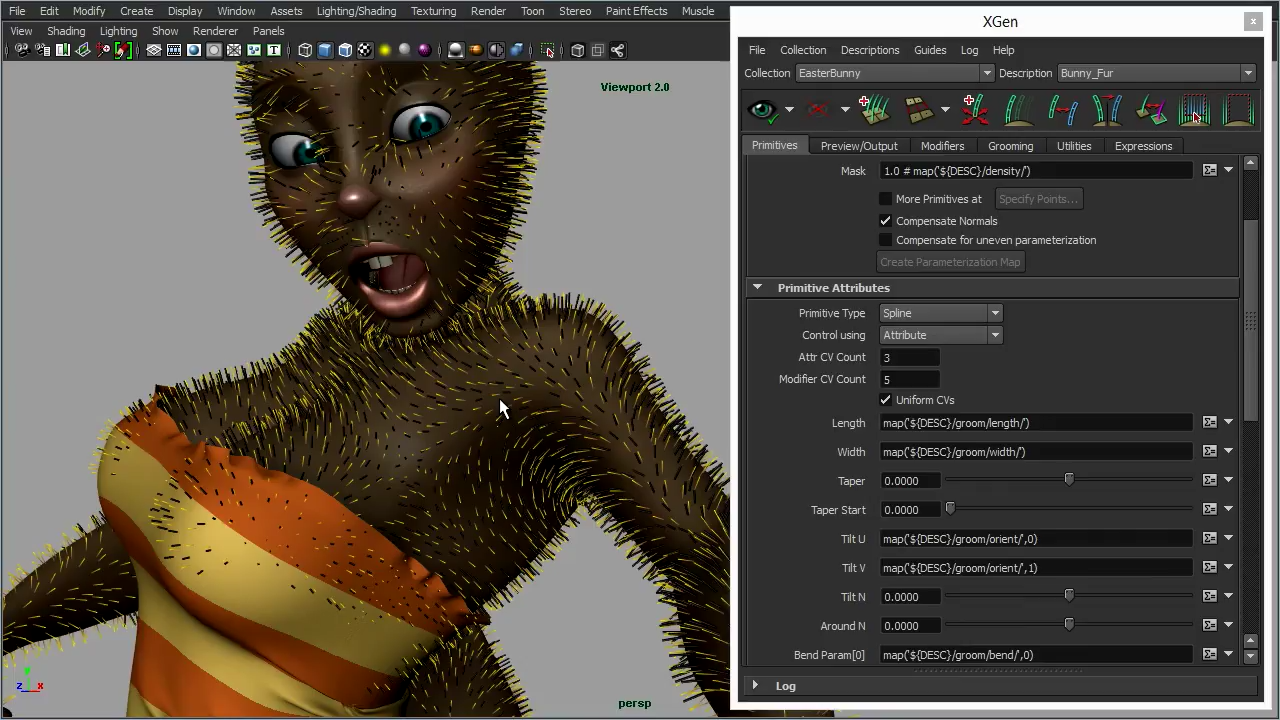 File Edit Modify Create Display Window Assets Lighting/Shading Texturing Render Toon Stereo Paint Effects Muscle
View Shading Lighting Show Renderer Panels
Viewport 2.0
persp
z x
XGen
File Collection Descriptions Guides Log Help
Collection EasterBunny Description Bunny_Fur
Primitives Preview/Output Modifiers Grooming Utilities Expressions
Mask 1.0 # map('${DESC}/density/')
More Primitives at Specify Points...
Compensate Normals
Compensate for uneven parameterization
Create Parameterization Map
Primitive Attributes
Primitive Type Spline
Control using Attribute
Attr CV Count 3
Modifier CV Count 5
Uniform CVs
Length map('${DESC}/groom/length/')
Width map('${DESC}/groom/width/')
Taper 0.0000
Taper Start 0.0000
Tilt U map('${DESC}/groom/orient/',0)
Tilt V map('${DESC}/groom/orient/',1)
Tilt N 0.0000
Around N 0.0000
Bend Param[0] map('${DESC}/groom/bend/',0)
Log